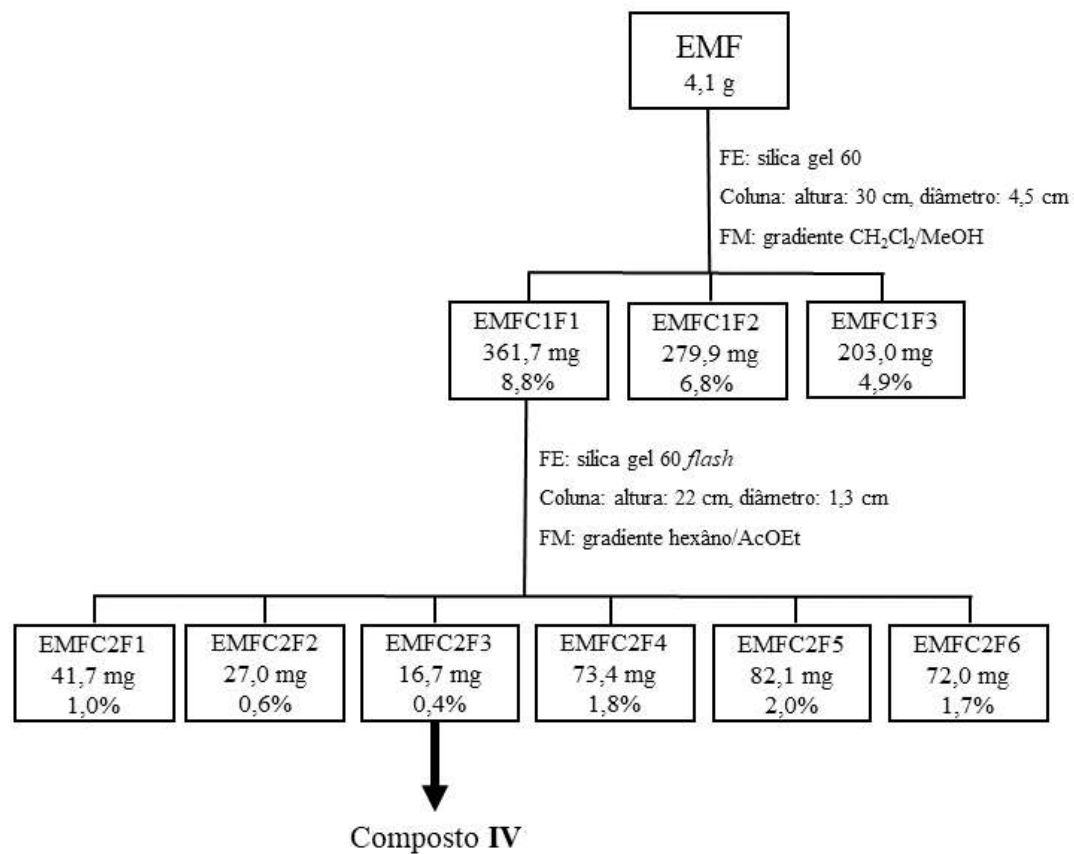 EMF
4,1 g
FE: sílica gel 60
Coluna: altura: 30 cm, diâmetro: 4,5 cm
FM: gradiente CH₂Cl₂/MeOH
EMFC1F1
361,7 mg
8,8%
EMFC1F2
279,9 mg
6,8%
EMFC1F3
203,0 mg
4,9%
FE: sílica gel 60 flash
Coluna: altura: 22 cm, diâmetro: 1,3 cm
FM: gradiente hexâno/AcOEt
EMFC2F1
41,7 mg
1,0%
EMFC2F2
27,0 mg
0,6%
EMFC2F3
16,7 mg
0,4%
EMFC2F4
73,4 mg
1,8%
EMFC2F5
82,1 mg
2,0%
EMFC2F6
72,0 mg
1,7%
Composto IV